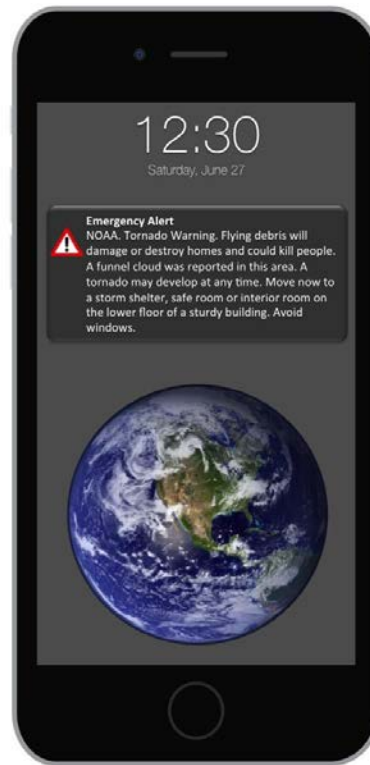 12:30
Saturday, June 27
Emergency Alert
NOAA. Tornado Warning. Flying debris will
damage or destroy homes and could kill people.
A funnel cloud was reported in this area. A
tornado may develop at any time. Move now to
a storm shelter, safe room or interior room on
the lower floor of a sturdy building. Avoid
windows.